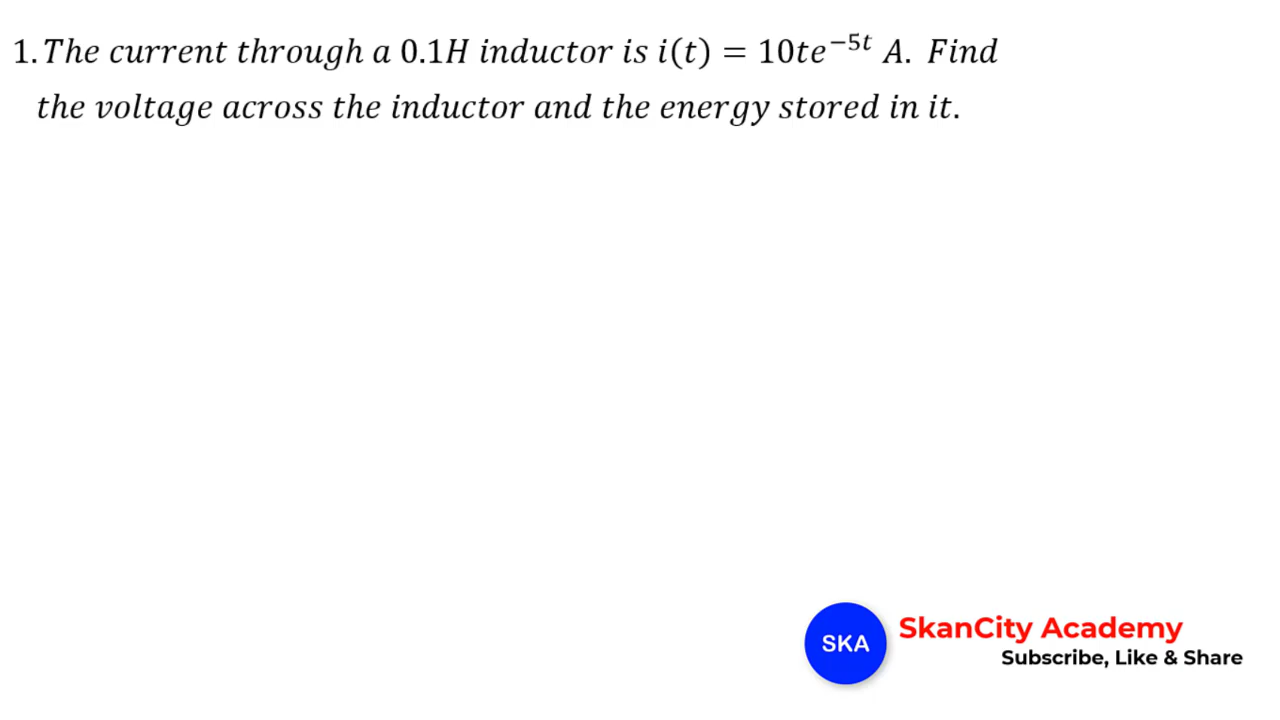 1. The current through a 0.1H inductor is i(t) = 10te⁻⁵ᵗ A. Find
the voltage across the inductor and the energy stored in it.
SKA
SkanCity Academy
Subscribe, Like & Share